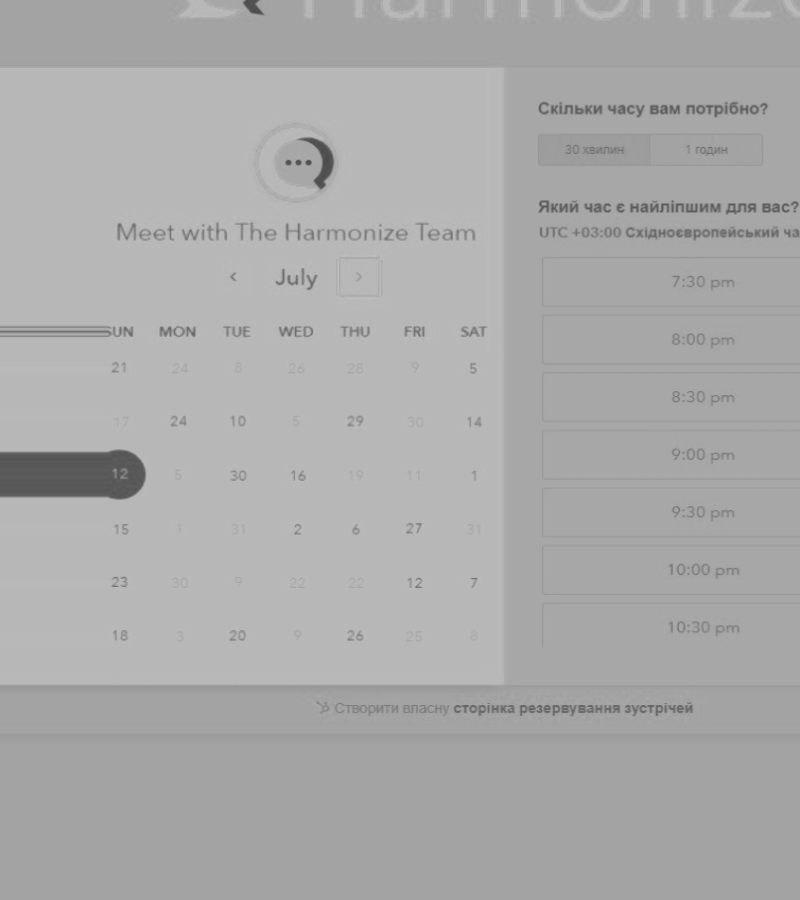 Harmonize
Meet with The Harmonize Team
July
SUN MON TUE WED THU FRI SAT
21 24 8 26 28 9 5
17 24 10 5 29 30 14
12 5 30 16 19 11 1
15 1 31 2 6 27 31
23 30 9 22 22 12 7
18 3 20 9 26 25 8
Скільки часу вам потрібно?
30 хвилин 1 годин
Який час є найліпшим для вас?
UTC +03:00 Східноєвропейський ча
7:30 pm
8:00 pm
8:30 pm
9:00 pm
9:30 pm
10:00 pm
10:30 pm
Створити власну сторінка резервування зустрічей